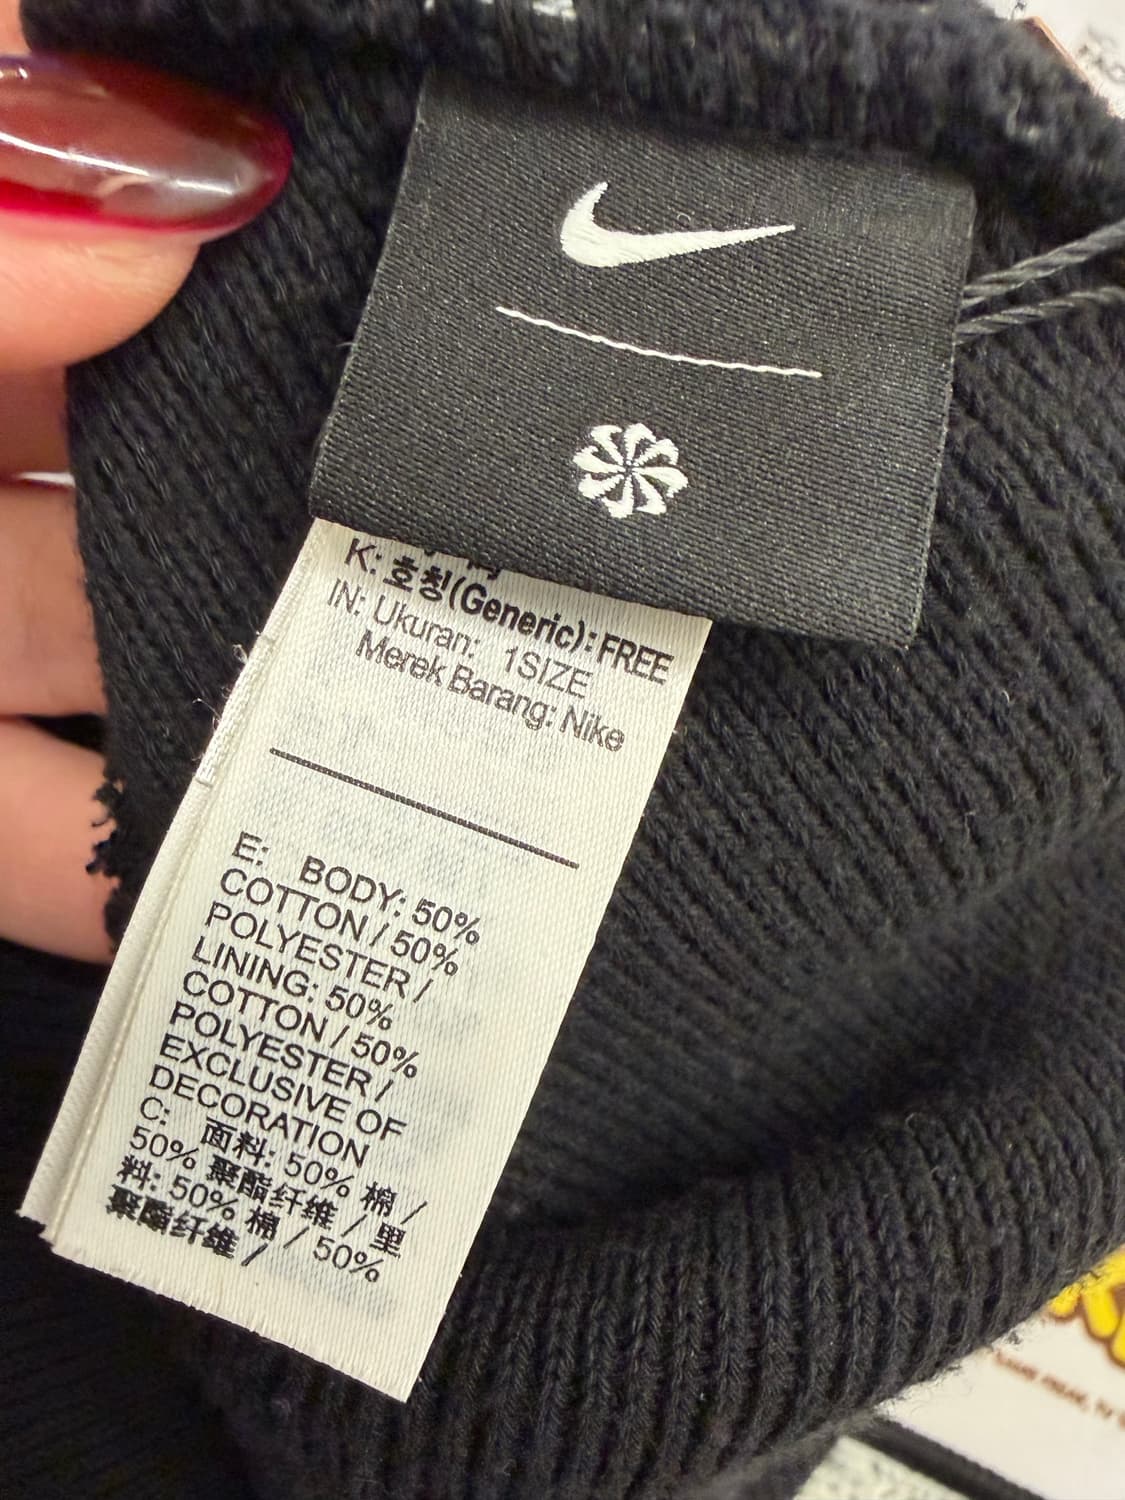 K: 호칭(Generic): FREE
IN: Ukuran: 1SIZE
Merek Barang: Nike
E: BODY: 50%
COTTON / 50%
POLYESTER /
LINING: 50%
COTTON / 50%
POLYESTER /
EXCLUSIVE OF
DECORATION
C: 面料: 50% 棉 /
50% 聚酯纤维 / 里
料: 50% 棉 / 50%
聚酯纤维 /